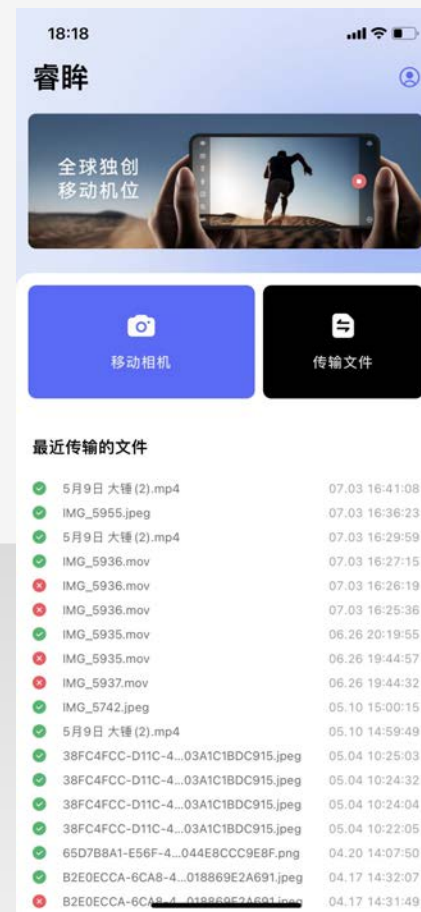 18:18
睿眸
全球独创
移动机位
移动相机
传输文件
最近传输的文件
5月9日 大锤 (2).mp4 07.03 16:41:08
IMG_5955.jpeg 07.03 16:36:23
5月9日 大锤 (2).mp4 07.03 16:29:59
IMG_5936.mov 07.03 16:27:15
IMG_5936.mov 07.03 16:26:19
IMG_5936.mov 07.03 16:25:36
IMG_5935.mov 06.26 20:19:55
IMG_5935.mov 06.26 19:44:57
IMG_5937.mov 06.26 19:44:32
IMG_5742.jpeg 05.10 15:00:15
5月9日 大锤 (2).mp4 05.10 14:59:49
38FC4FCC-D11C-4...03A1C1BDC915.jpeg 05.04 10:25:03
38FC4FCC-D11C-4...03A1C1BDC915.jpeg 05.04 10:24:32
38FC4FCC-D11C-4...03A1C1BDC915.jpeg 05.04 10:24:04
38FC4FCC-D11C-4...03A1C1BDC915.jpeg 05.04 10:22:05
65D7B8A1-E56F-4...044E8CCC9E8F.png 04.20 14:07:50
B2E0ECCA-6CA8-4...018869E2A691.jpeg 04.17 14:32:07
B2E0ECCA-6CA8-4...018869E2A691.jpeg 04.17 14:31:49